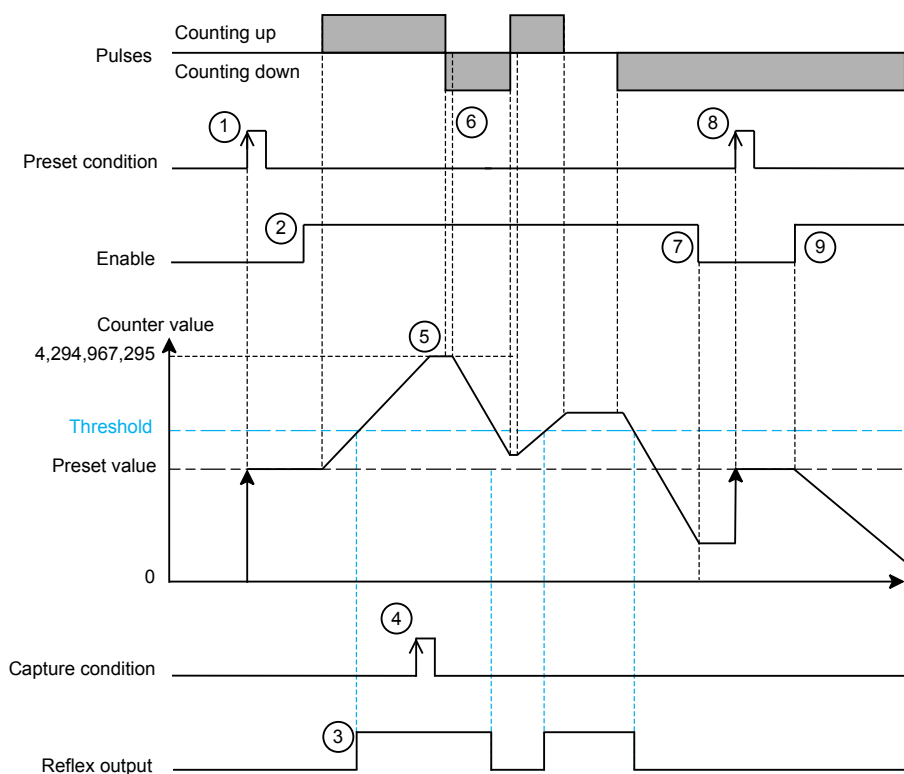 Counting up
Pulses
Counting down
1
6
8
Preset condition
2
7
9
Enable
Counter value
5
4,294,967,295
Threshold
Preset value
0
4
Capture condition
3
Reflex output